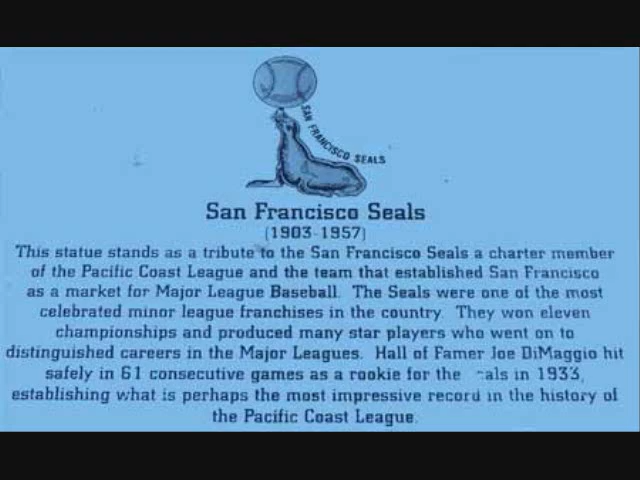 SAN FRANCISCO SEALS
San Francisco Seals
(1903-1957)
This statue stands as a tribute to the San Francisco Seals a charter member
of the Pacific Coast League and the team that established San Francisco
as a market for Major League Baseball. The Seals were one of the most
celebrated minor league franchises in the country. They won eleven
championships and produced many star players who went on to
distinguished careers in the Major Leagues. Hall of Famer Joe DiMaggio hit
safely in 61 consecutive games as a rookie for the als in 1933,
establishing what is perhaps the most impressive record in the history of
the Pacific Coast League.